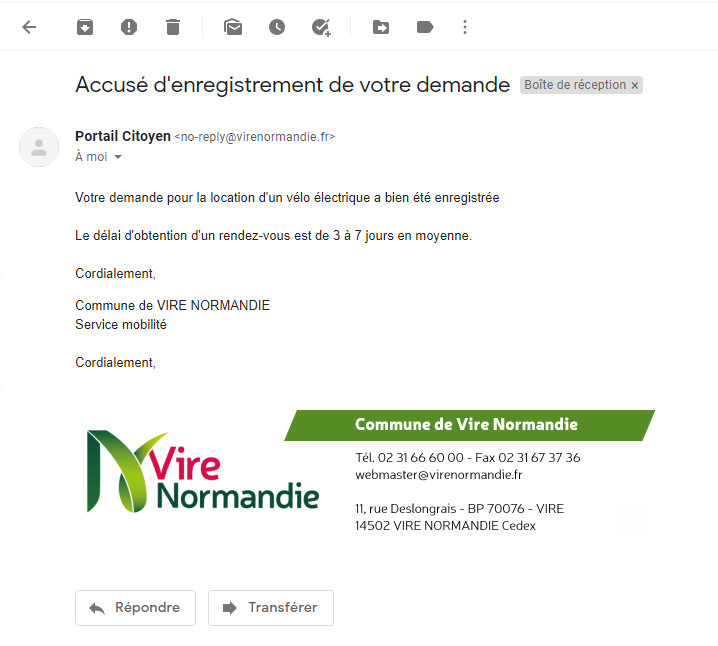 Accusé d'enregistrement de votre demande Boîte de réception ×
Portail Citoyen <no-reply@virenormandie.fr>
À moi
Votre demande pour la location d'un vélo électrique a bien été enregistrée
Le délai d'obtention d'un rendez-vous est de 3 à 7 jours en moyenne.
Cordialement,
Commune de VIRE NORMANDIE
Service mobilité
Cordialement,
Vire
Normandie
Commune de Vire Normandie
Tél. 02 31 66 60 00 - Fax 02 31 67 37 36
webmaster@virenormandie.fr
11, rue Deslongrais - BP 70076 - VIRE
14502 VIRE NORMANDIE Cedex
Répondre Transférer